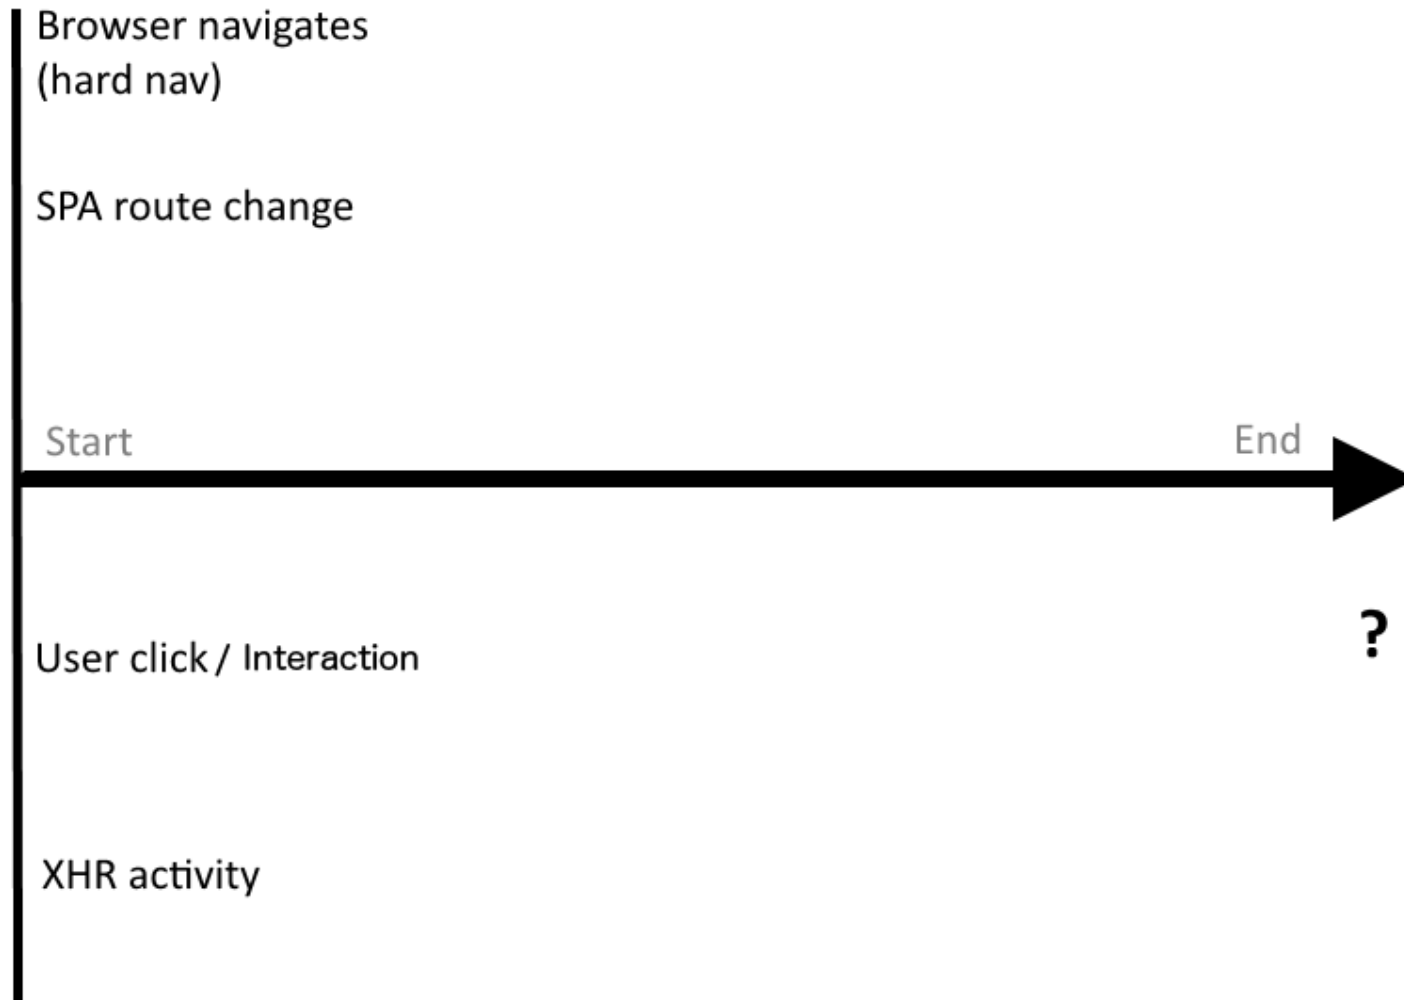 Browser navigates
(hard nav)
SPA route change
Start
End
?
User click / Interaction
XHR activity